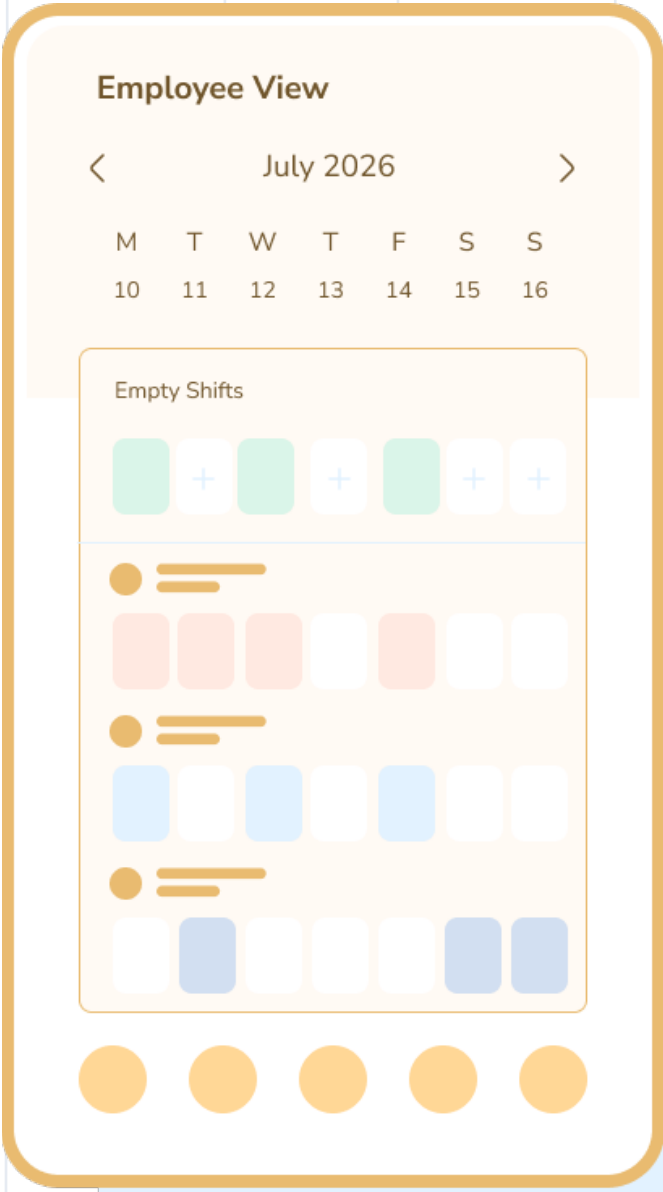 Employee View
July 2026
M T W T F S S
10 11 12 13 14 15 16
Empty Shifts
+ + + +